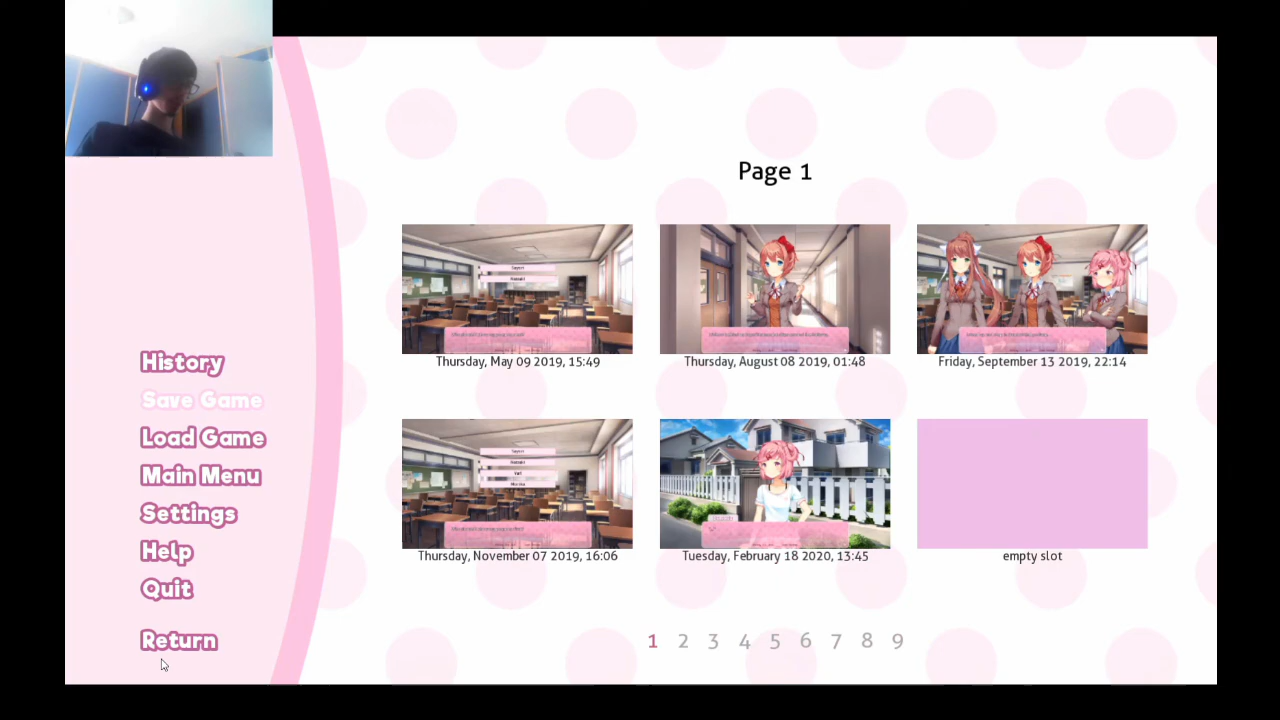 Page 1
Thursday, May 09 2019, 15:49
Thursday, August 08 2019, 01:48
Friday, September 13 2019, 22:14
Thursday, November 07 2019, 16:06
Tuesday, February 18 2020, 13:45
empty slot
1 2 3 4 5 6 7 8 9
History
Save Game
Load Game
Main Menu
Settings
Help
Quit
Return